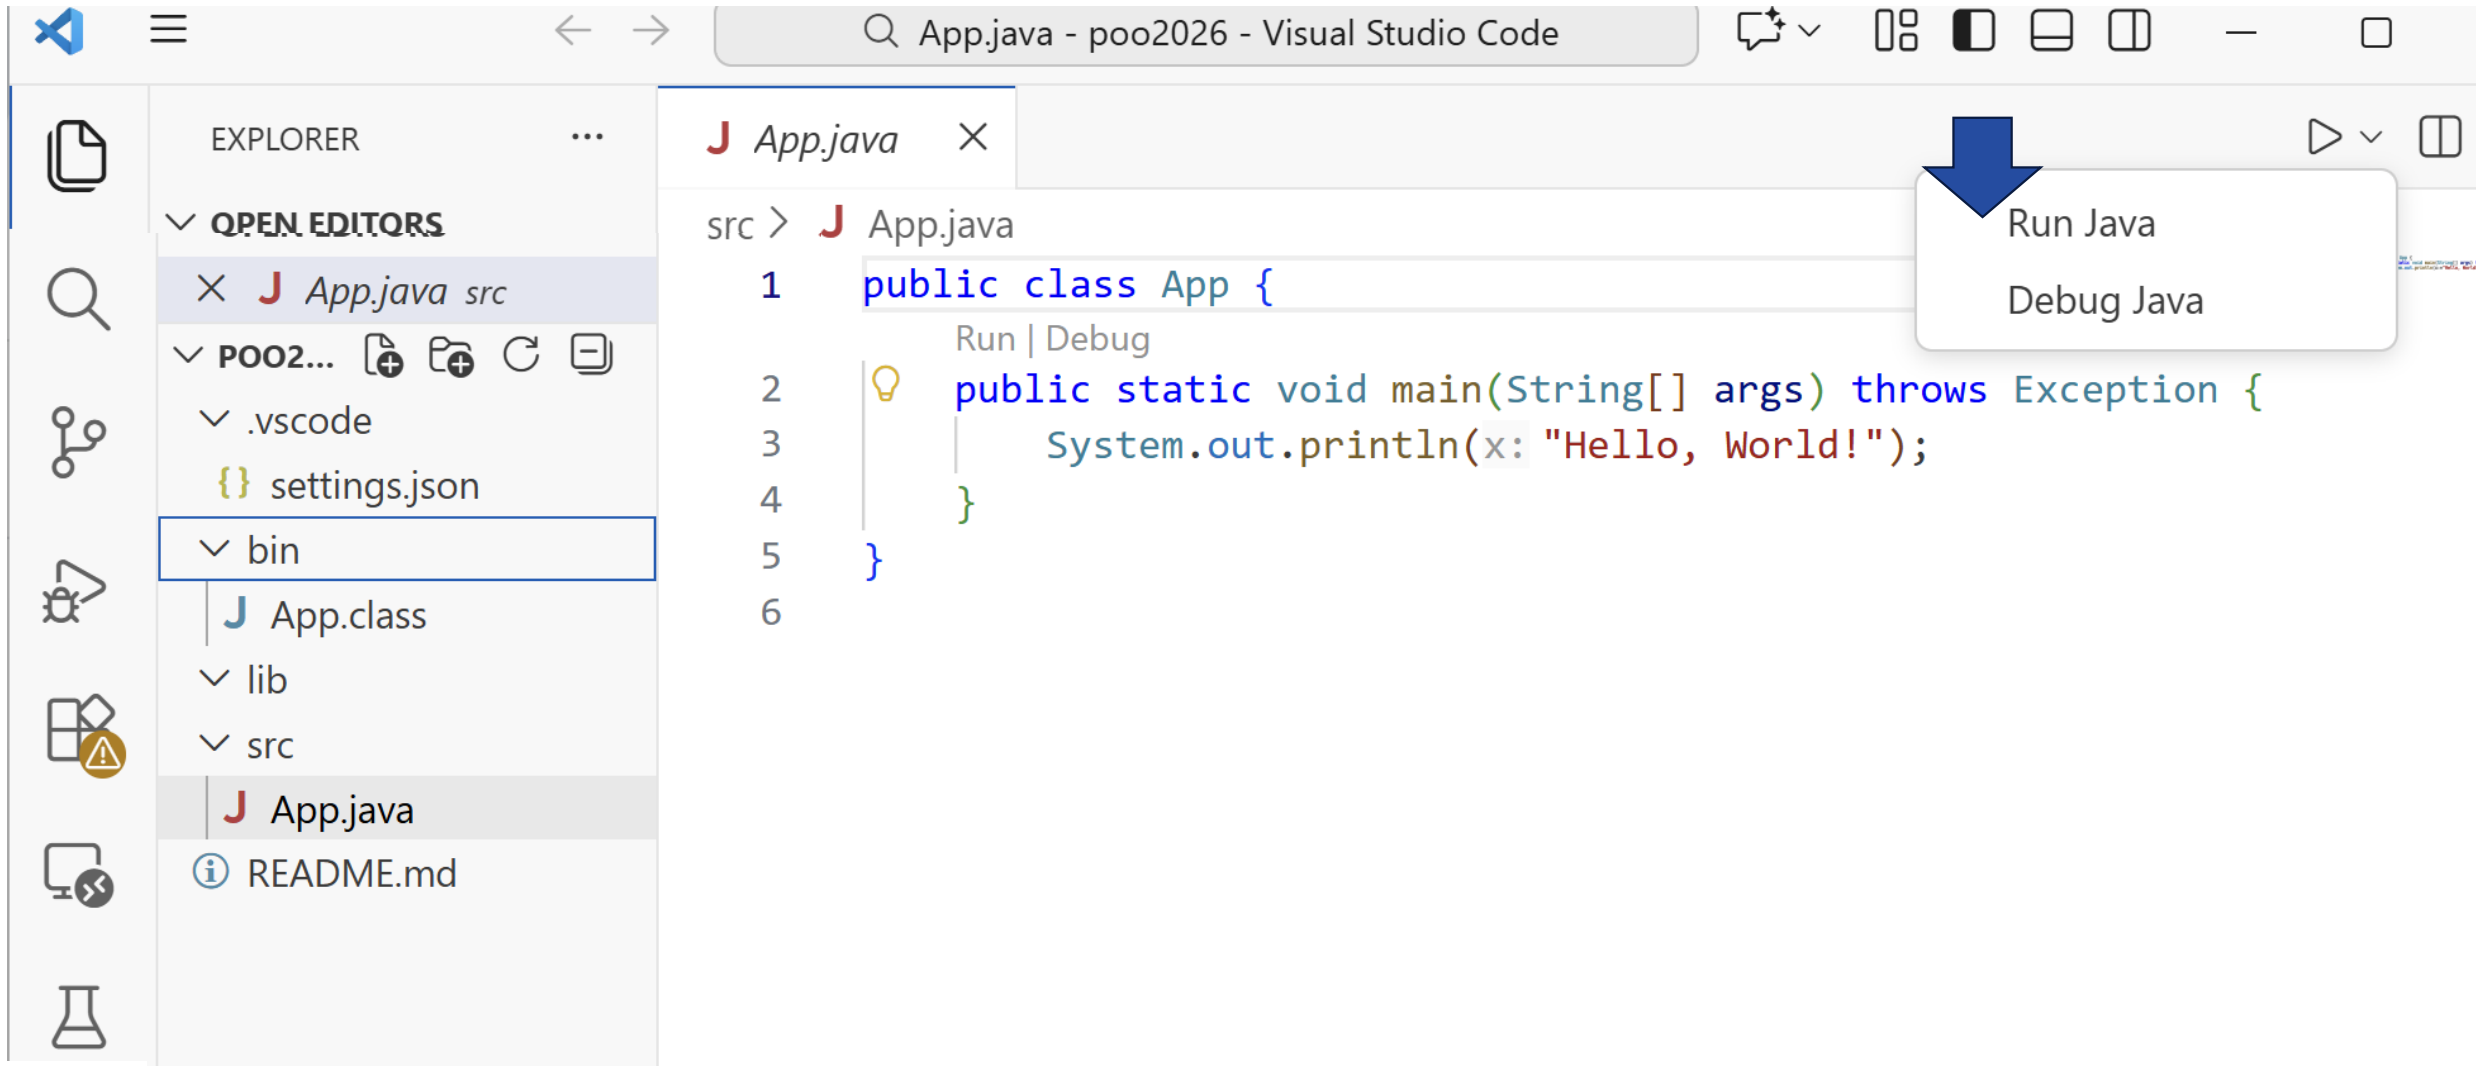 App.java - poo2026 - Visual Studio Code
EXPLORER
OPEN EDITORS
App.java src
POO2...
.vscode
{} settings.json
bin
J App.class
lib
src
J App.java
README.md
J App.java
src > J App.java
Run Java
Debug Java
1 public class App {
Run | Debug
2 public static void main(String[] args) throws Exception {
3 System.out.println(x: "Hello, World!");
4 }
5 }
6